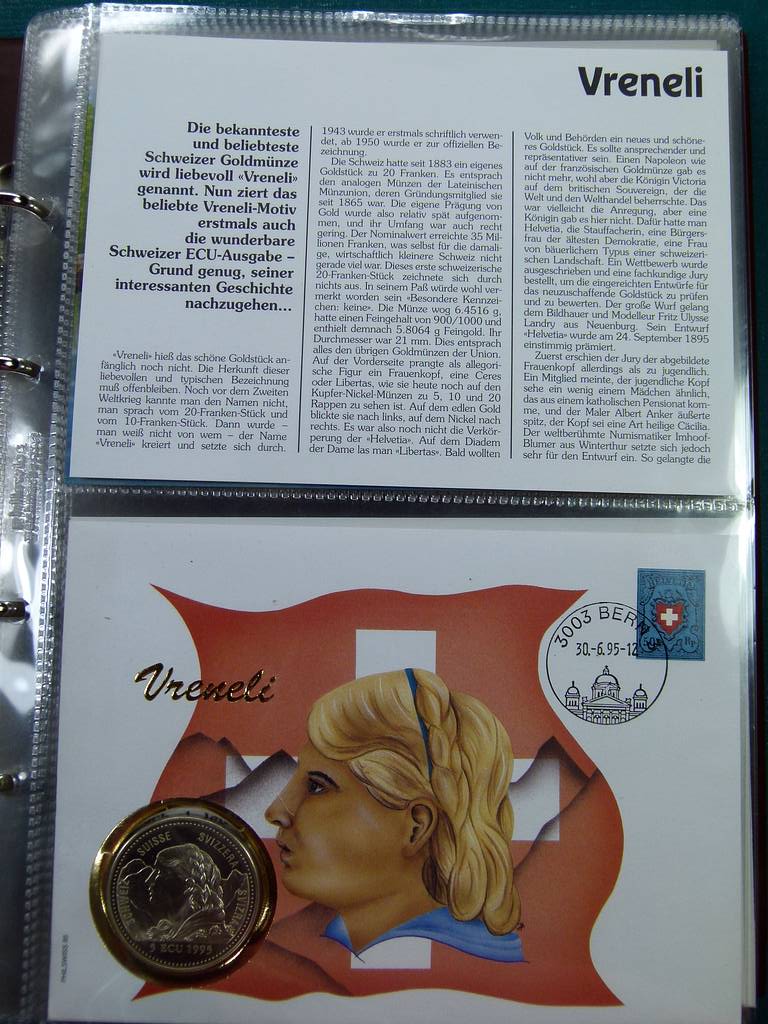 Vreneli
Die bekannteste
und beliebteste
Schweizer Goldmünze
wird liebevoll «Vreneli»
genannt. Nun ziert das
beliebte Vreneli-Motiv
erstmals auch
die wunderbare
Schweizer ECU-Ausgabe –
Grund genug, seiner
interessanten Geschichte
nachzugehen...
«Vreneli» hieß das schöne Goldstück an-
fänglich noch nicht. Die Herkunft dieser
liebevollen und typischen Bezeichnung
muß offenbleiben. Noch vor dem Zweiten
Weltkrieg kannte man den Namen nicht,
man sprach vom 20-Franken-Stück und
vom 10-Franken-Stück. Dann wurde –
man weiß nicht von wem – der Name
«Vreneli» kreiert und setzte sich durch.
1943 wurde er erstmals schriftlich verwen-
det, ab 1950 wurde er zur offiziellen Be-
zeichnung.
Die Schweiz hatte seit 1883 ein eigenes
Goldstück zu 20 Franken. Es entsprach
den analogen Münzen der Lateinischen
Münzunion, deren Gründungsmitglied sie
seit 1865 war. Die eigene Prägung von
Gold wurde also relativ spät aufgenom-
men, und ihr Umfang war auch recht
gering. Der Nominalwert erreichte 35 Mil-
lionen Franken, was selbst für die damali-
ge, wirtschaftlich kleinere Schweiz nicht
gerade viel war. Dieses erste schweizerische
20-Franken-Stück zeichnete sich durch
nichts aus. In seinem Paß würde wohl ver-
merkt worden sein «Besondere Kennzei-
chen: keine». Die Münze wog 6.4516 g,
hatte einen Feingehalt von 900/1000 und
enthielt demnach 5.8064 g Feingold. Ihr
Durchmesser war 21 mm. Dies entsprach
alles den übrigen Goldmünzen der Union.
Auf der Vorderseite prangte als allegori-
sche Figur ein Frauenkopf, eine Ceres
oder Libertas, wie sie heute noch auf den
Kupfer-Nickel-Münzen zu 5, 10 und 20
Rappen zu sehen ist. Auf dem edlen Gold
blickte sie nach links, auf dem Nickel nach
rechts. Es war also noch nicht die Verkör-
perung der «Helvetia». Auf dem Diadem
der Dame las man «Libertas». Bald wollten
Volk und Behörden ein neues und schöne-
res Goldstück. Es sollte ansprechender und
repräsentativer sein. Einen Napoleon wie
auf der französischen Goldmünze gab es
nicht mehr, wohl aber die Königin Victoria
auf dem britischen Souvereign, der die
Welt und den Welthandel beherrschte. Das
war vielleicht die Anregung, aber eine
Königin gab es hier nicht. Dafür hatte man
Helvetia, die Stauffacherin, eine Bürgers-
frau der ältesten Demokratie, eine Frau
von bäuerlichem Typus einer schweizeri-
schen Landschaft. Ein Wettbewerb wurde
ausgeschrieben und eine fachkundige Jury
bestellt, um die eingereichten Entwürfe für
das neuzuschaffende Goldstück zu prüfen
und zu bewerten. Der große Wurf gelang
dem Bildhauer und Modelleur Fritz Ulysse
Landry aus Neuenburg. Sein Entwurf
«Helvetia» wurde am 24. September 1895
einstimmig prämiert.
Zuerst erschien der Jury der abgebildete
Frauenkopf allerdings als zu jugendlich.
Ein Mitglied meinte, der jugendliche Kopf
sehe ein wenig einem Mädchen ähnlich,
das aus einem katholischen Pensionat kom-
me, und der Maler Albert Anker äußerte
spitz, der Kopf sei eine Art heilige Cäcilia.
Der weltberühmte Numismatiker Imhoof-
Blumer aus Winterthur setzte sich jedoch
sehr für den Entwurf ein. So gelangte die
HELVETIA
50 Rp
3003 BERN
30.-6.95-12
Vreneli
SCHWEIZ SUISSE SVIZZERA SVIZRA
5 ECU 1995
PHILSWISS 95